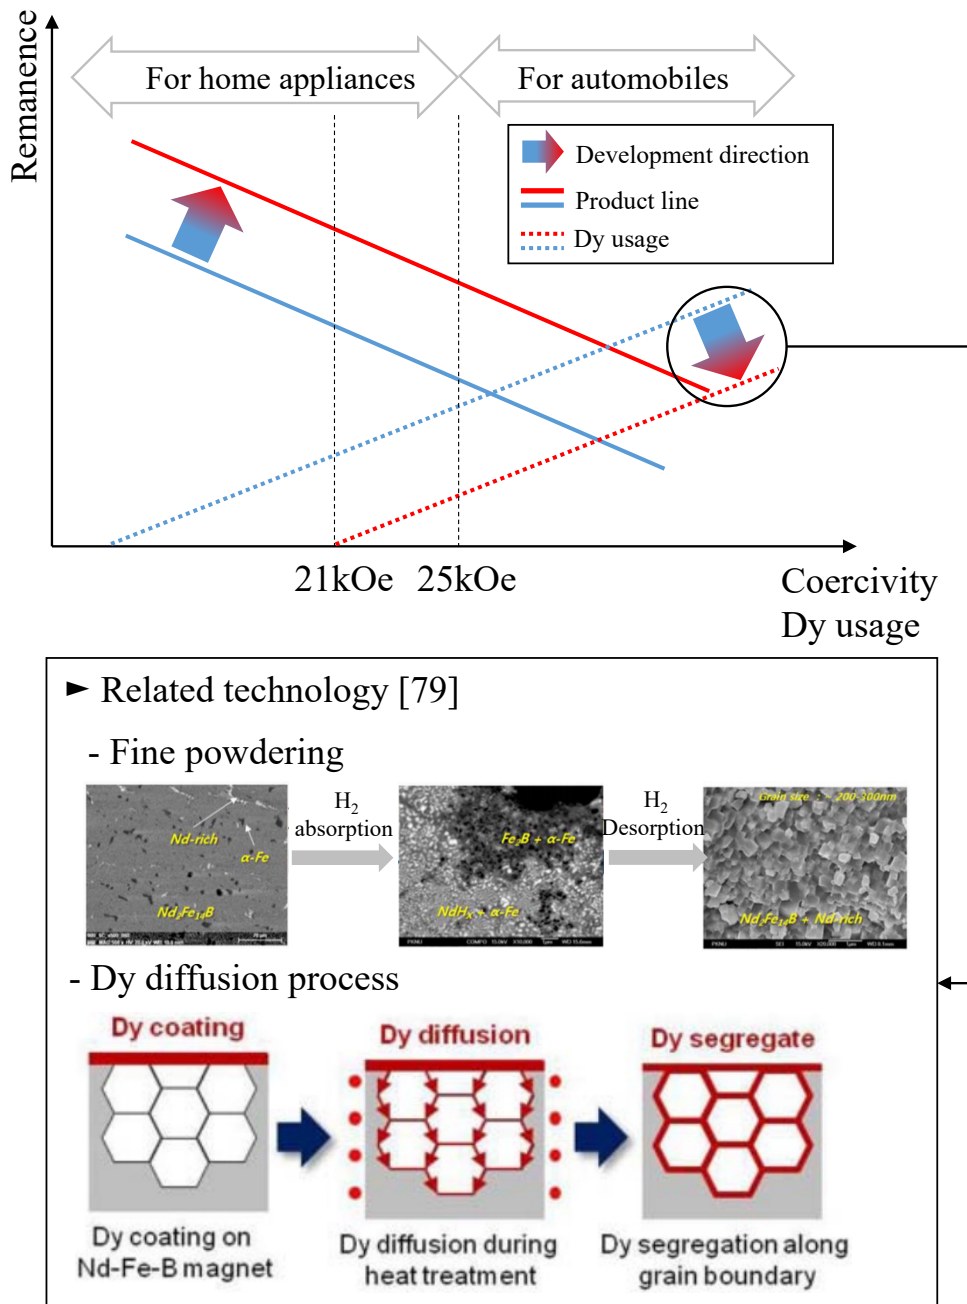 Remanence
For home appliances
For automobiles
Development direction
Product line
Dy usage
21kOe
25kOe
Coercivity
Dy usage
► Related technology [79]
- Fine powdering
Nd-rich
α-Fe
Nd₂Fe₁₄B
H₂
absorption
Fe₂B + α-Fe
NdHₓ + α-Fe
H₂
Desorption
Grain size : ~ 200-300nm
Nd₂Fe₁₄B + Nd-rich
- Dy diffusion process
Dy coating
Dy diffusion
Dy segregate
Dy coating on
Nd-Fe-B magnet
Dy diffusion during
heat treatment
Dy segregation along
grain boundary